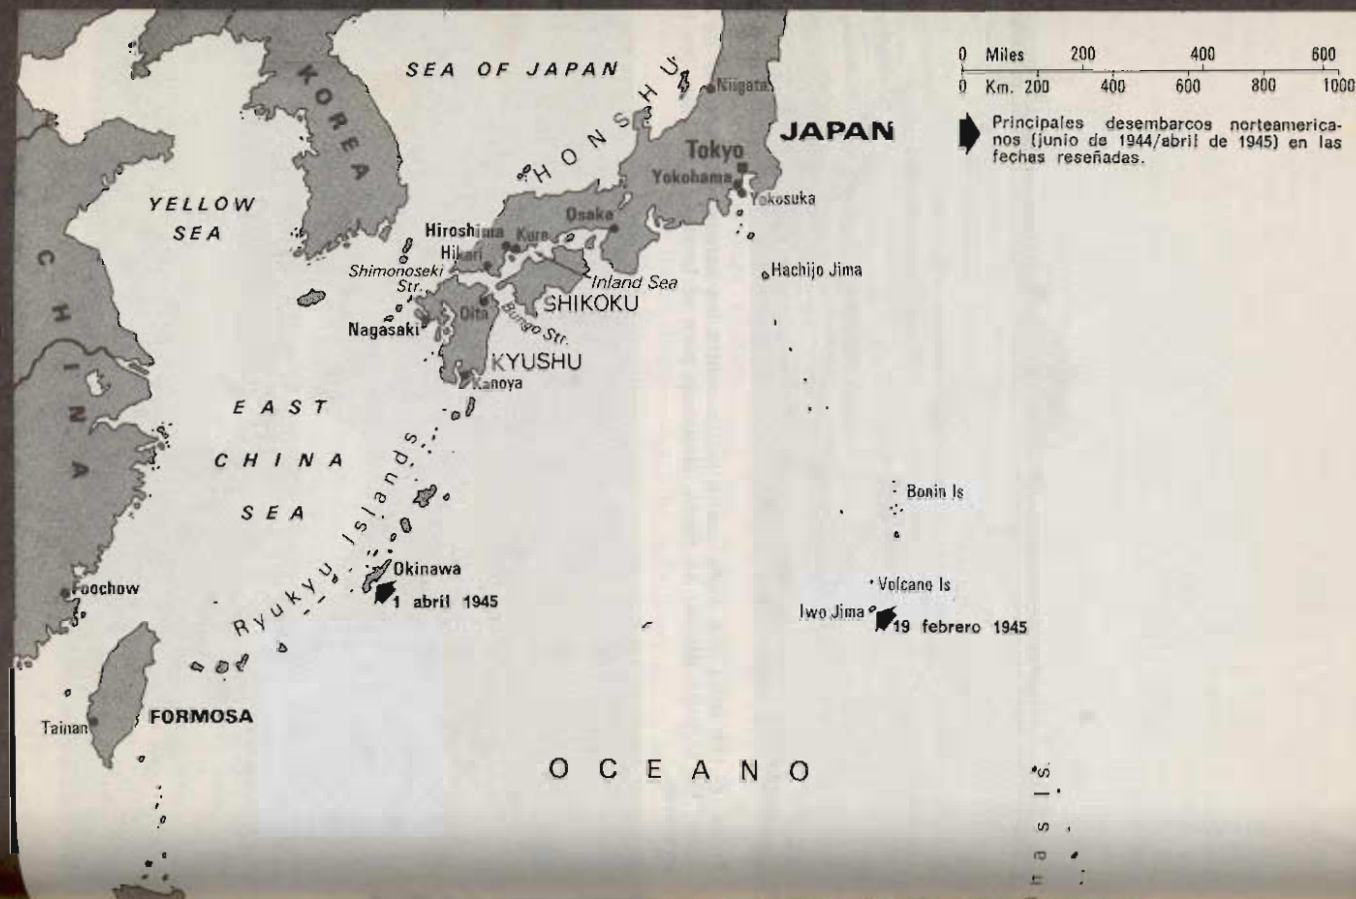 0 Miles 200 400 600
0 Km. 200 400 600 800 1000
Principales desembarcos norteamerica-
nos (junio de 1944/abril de 1945) en las
fechas reseñadas.
SEA OF JAPAN
KOREA
HONSHU
Niigata
JAPAN
Tokyo
Yokohama
Yokosuka
YELLOW
SEA
Osaka
Hiroshima
Kure
Hikari
Shimonoseki
Str.
Inland Sea
SHIKOKU
Hachijo Jima
CHINA
Oita
Bungo Str.
Nagasaki
KYUSHU
Kanoya
EAST
CHINA
SEA
Ryukyu Islands
Bonin Is
Okinawa
1 abril 1945
Volcano Is
Iwo Jima
19 febrero 1945
Foochow
FORMOSA
Tainan
OCEANO
nas Is.